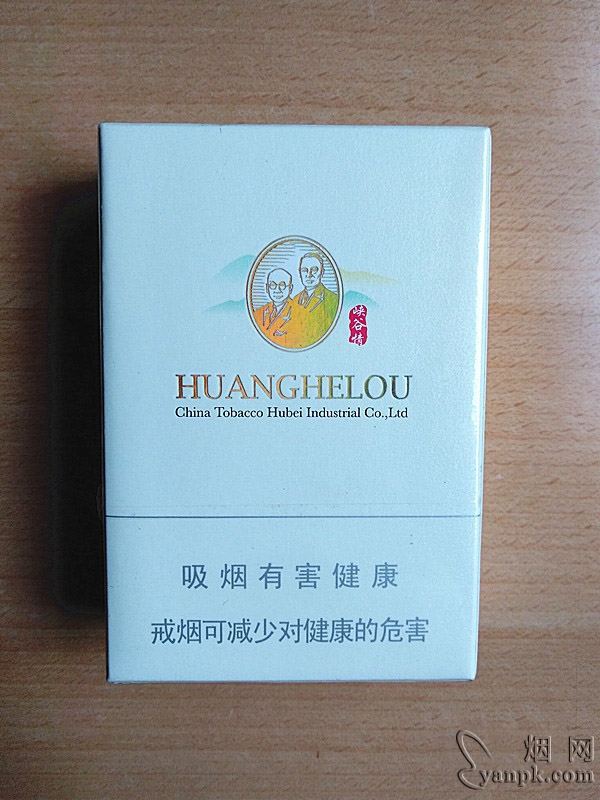 峡谷情
HUANGHELOU
China Tobacco Hubei Industrial Co.,Ltd
吸烟有害健康
戒烟可减少对健康的危害
烟网
yanpk.com